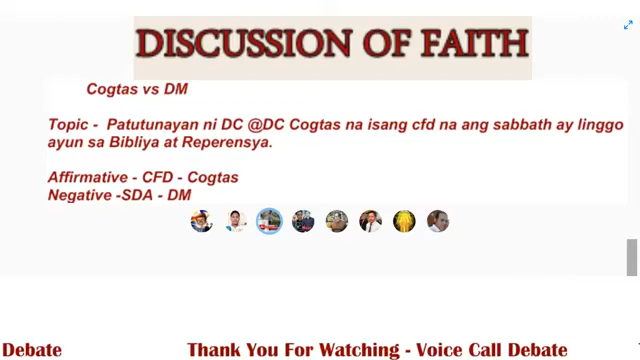 DISCUSSION OF FAITH
Cogtas vs DM
Topic - Patutunayan ni DC @DC Cogtas na isang cfd na ang sabbath ay linggo
ayun sa Bibliya at Reperensya.
Affirmative - CFD - Cogtas
Negative -SDA - DM
Debate Thank You For Watching - Voice Call Debate